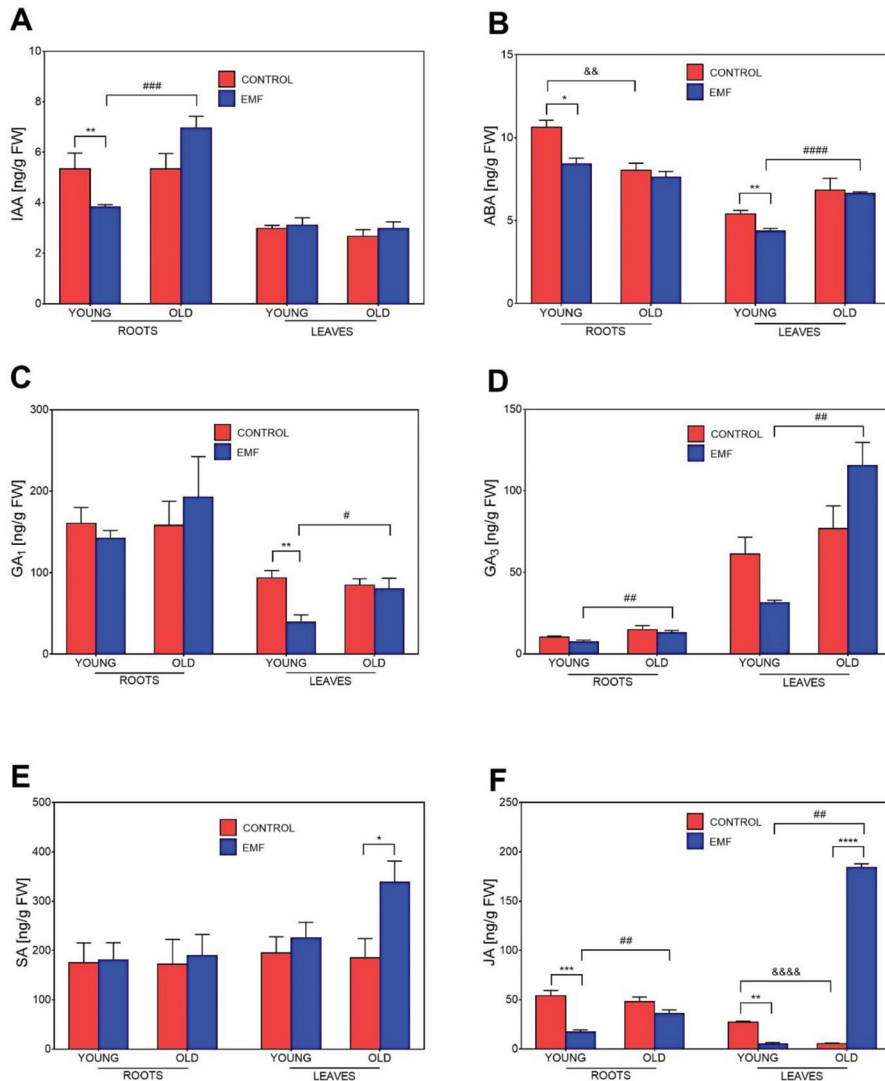 A
IAA [ng/g FW]
10
8
6
4
2
0
CONTROL
EMF
**
###
YOUNG OLD YOUNG OLD
ROOTS LEAVES
B
ABA [ng/g FW]
15
10
5
0
CONTROL
EMF
&&
*
**
####
YOUNG OLD YOUNG OLD
ROOTS LEAVES
C
GA1 [ng/g FW]
300
200
100
0
CONTROL
EMF
**
#
YOUNG OLD YOUNG OLD
ROOTS LEAVES
D
GA3 [ng/g FW]
150
100
50
0
CONTROL
EMF
##
##
YOUNG OLD YOUNG OLD
ROOTS LEAVES
E
SA [ng/g FW]
500
400
300
200
100
0
CONTROL
EMF
*
YOUNG OLD YOUNG OLD
ROOTS LEAVES
F
JA [ng/g FW]
250
200
150
100
50
0
CONTROL
EMF
##
****
***
##
&&&&
**
YOUNG OLD YOUNG OLD
ROOTS LEAVES